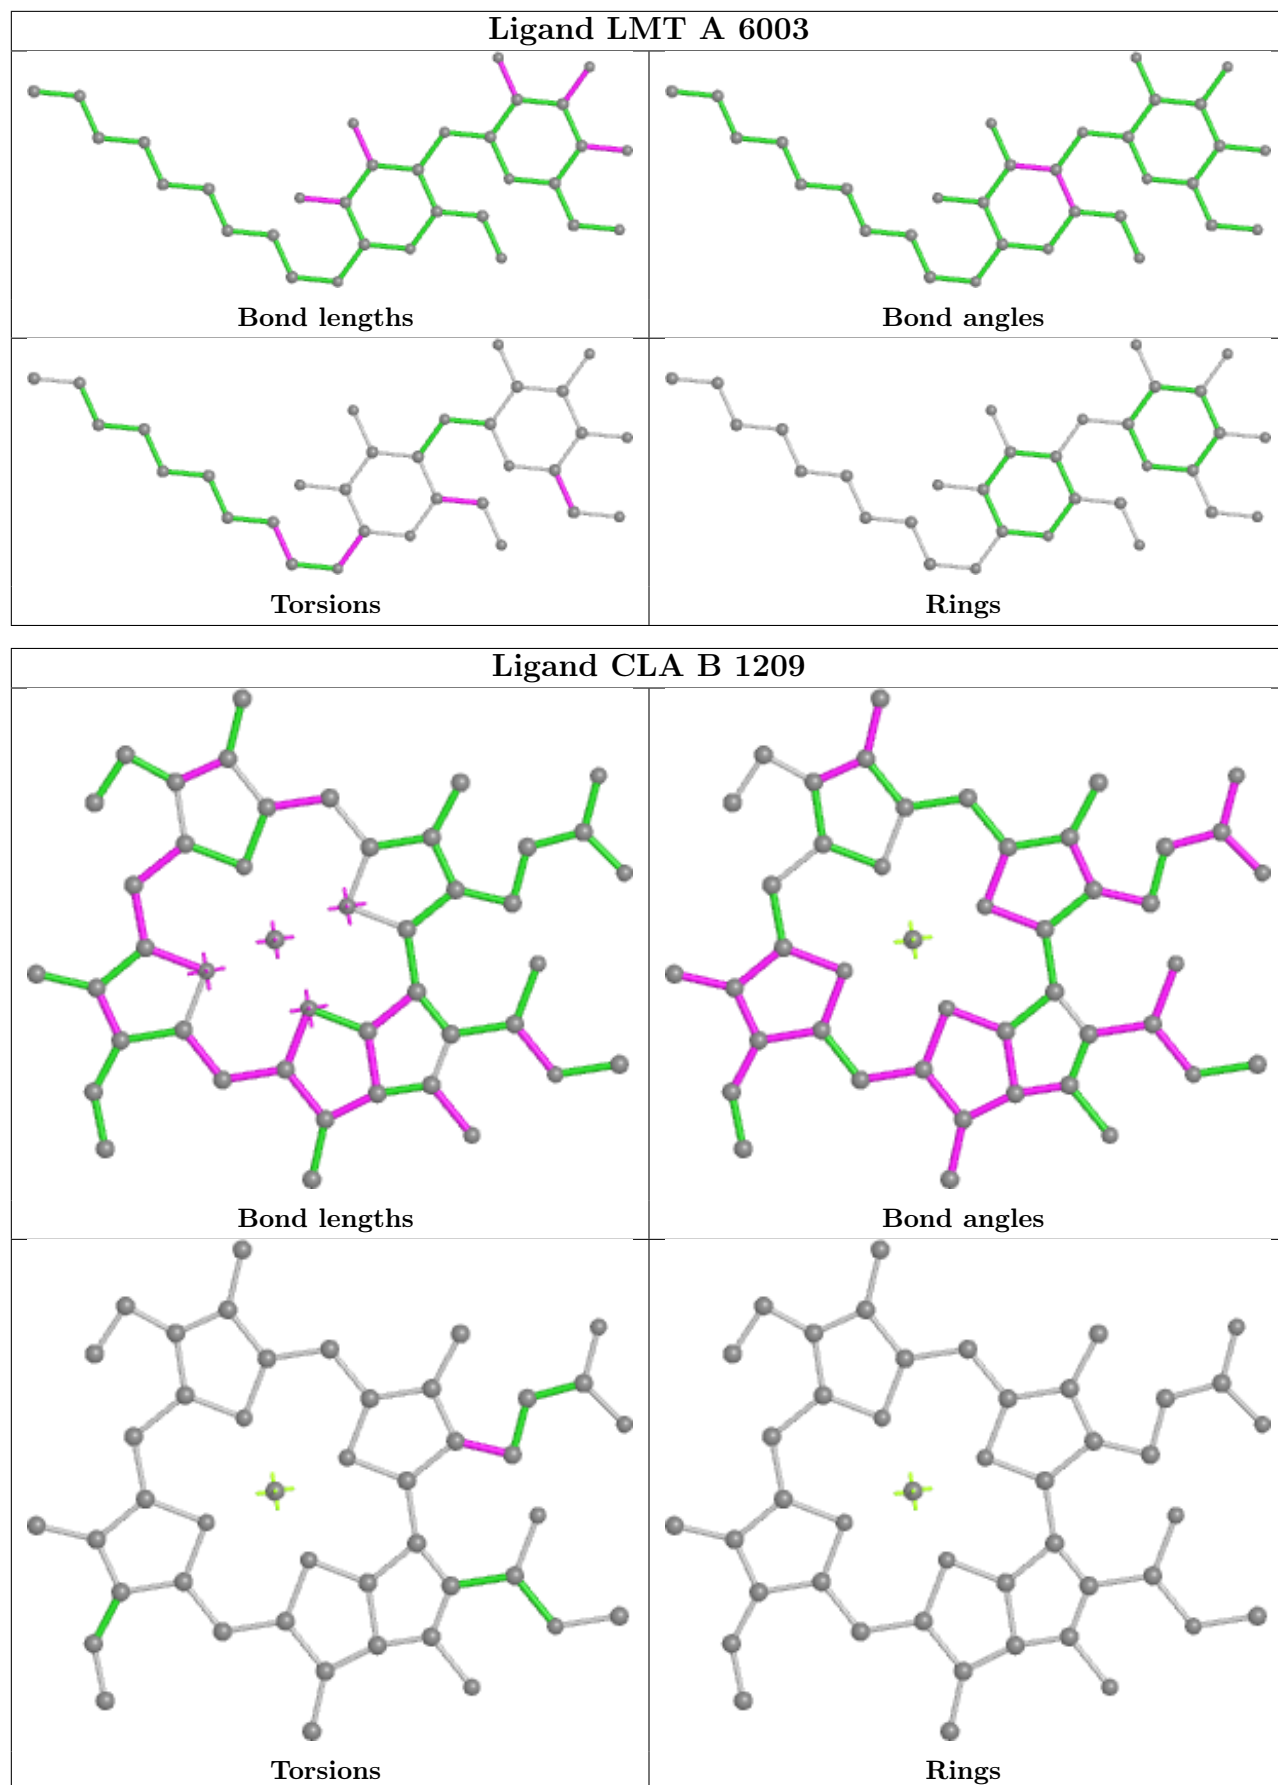 Ligand LMT A 6003
Bond lengths
Bond angles
Torsions
Rings
Ligand CLA B 1209
Bond lengths
Bond angles
Torsions
Rings